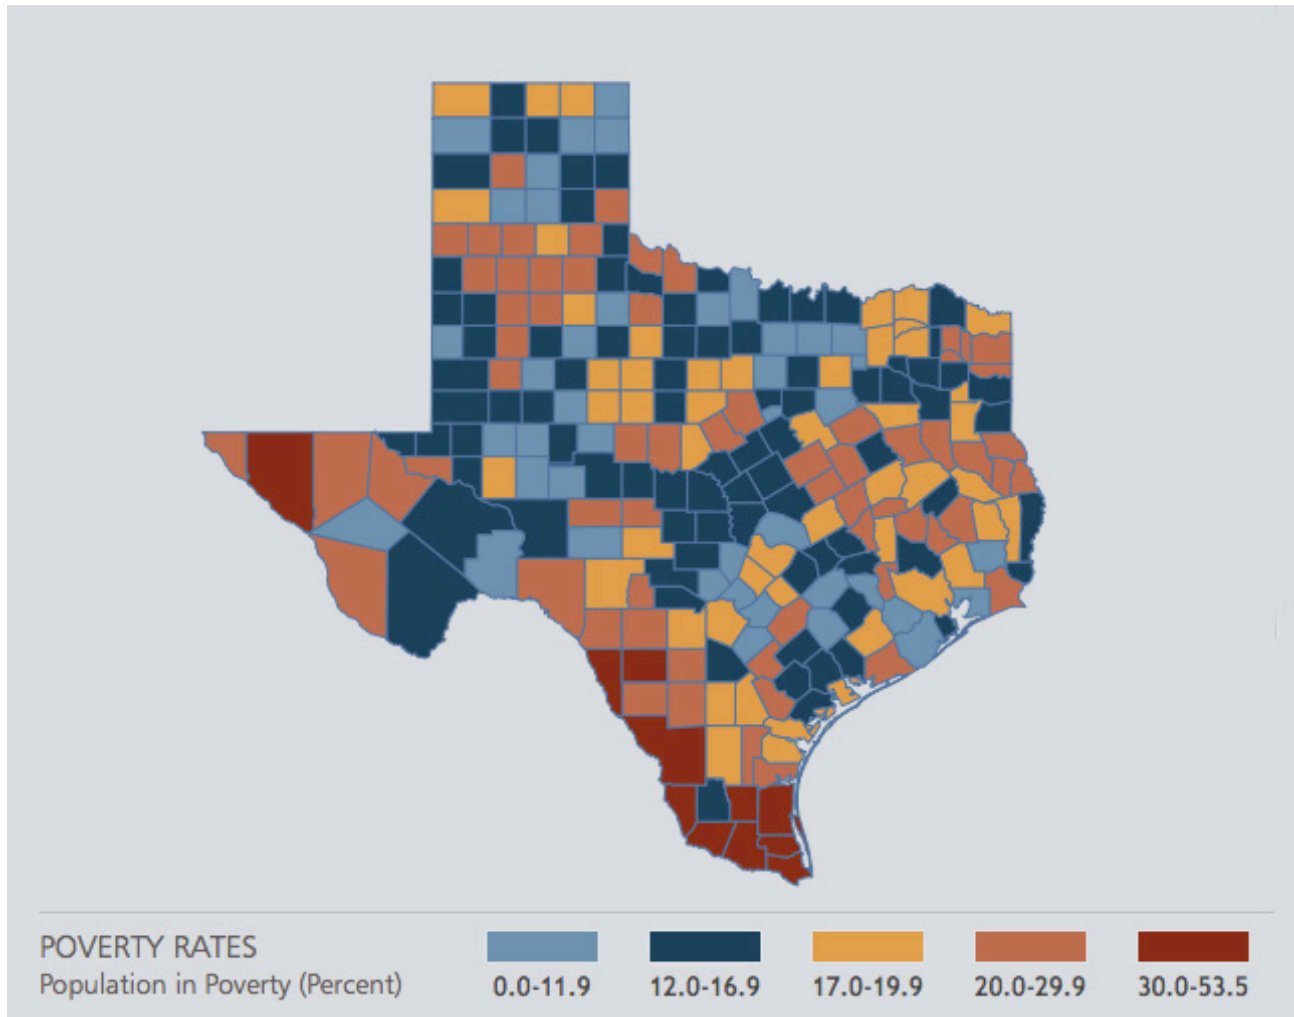 POVERTY RATES
Population in Poverty (Percent)
0.0-11.9
12.0-16.9
17.0-19.9
20.0-29.9
30.0-53.5